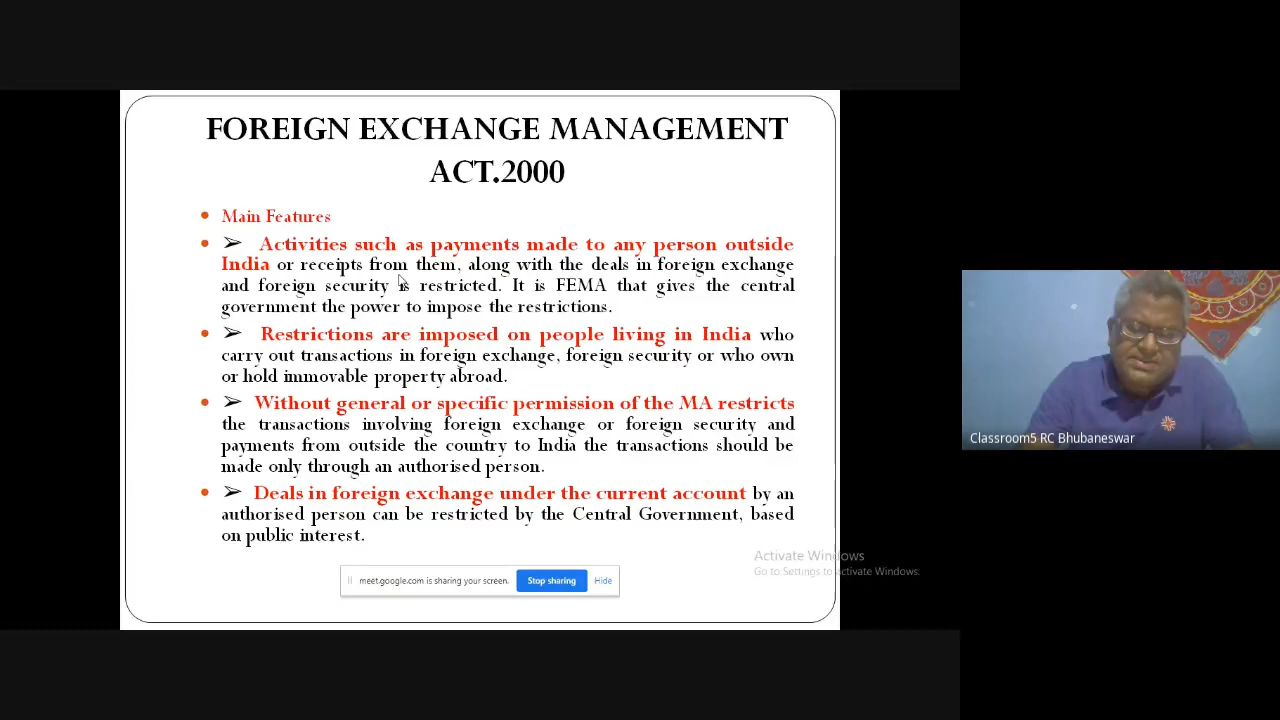 FOREIGN EXCHANGE MANAGEMENT
ACT.2000
• Main Features
• ➢ Activities such as payments made to any person outside
India or receipts from them, along with the deals in foreign exchange
and foreign security is restricted. It is FEMA that gives the central
government the power to impose the restrictions.
• ➢ Restrictions are imposed on people living in India who
carry out transactions in foreign exchange, foreign security or who own
or hold immovable property abroad.
• ➢ Without general or specific permission of the MA restricts
the transactions involving foreign exchange or foreign security and
payments from outside the country to India the transactions should be
made only through an authorised person.
• ➢ Deals in foreign exchange under the current account by an
authorised person can be restricted by the Central Government, based
on public interest.
meet.google.com is sharing your screen. Stop sharing Hide
Activate Windows
Go to Settings to activate Windows.
Classroom5 RC Bhubaneswar